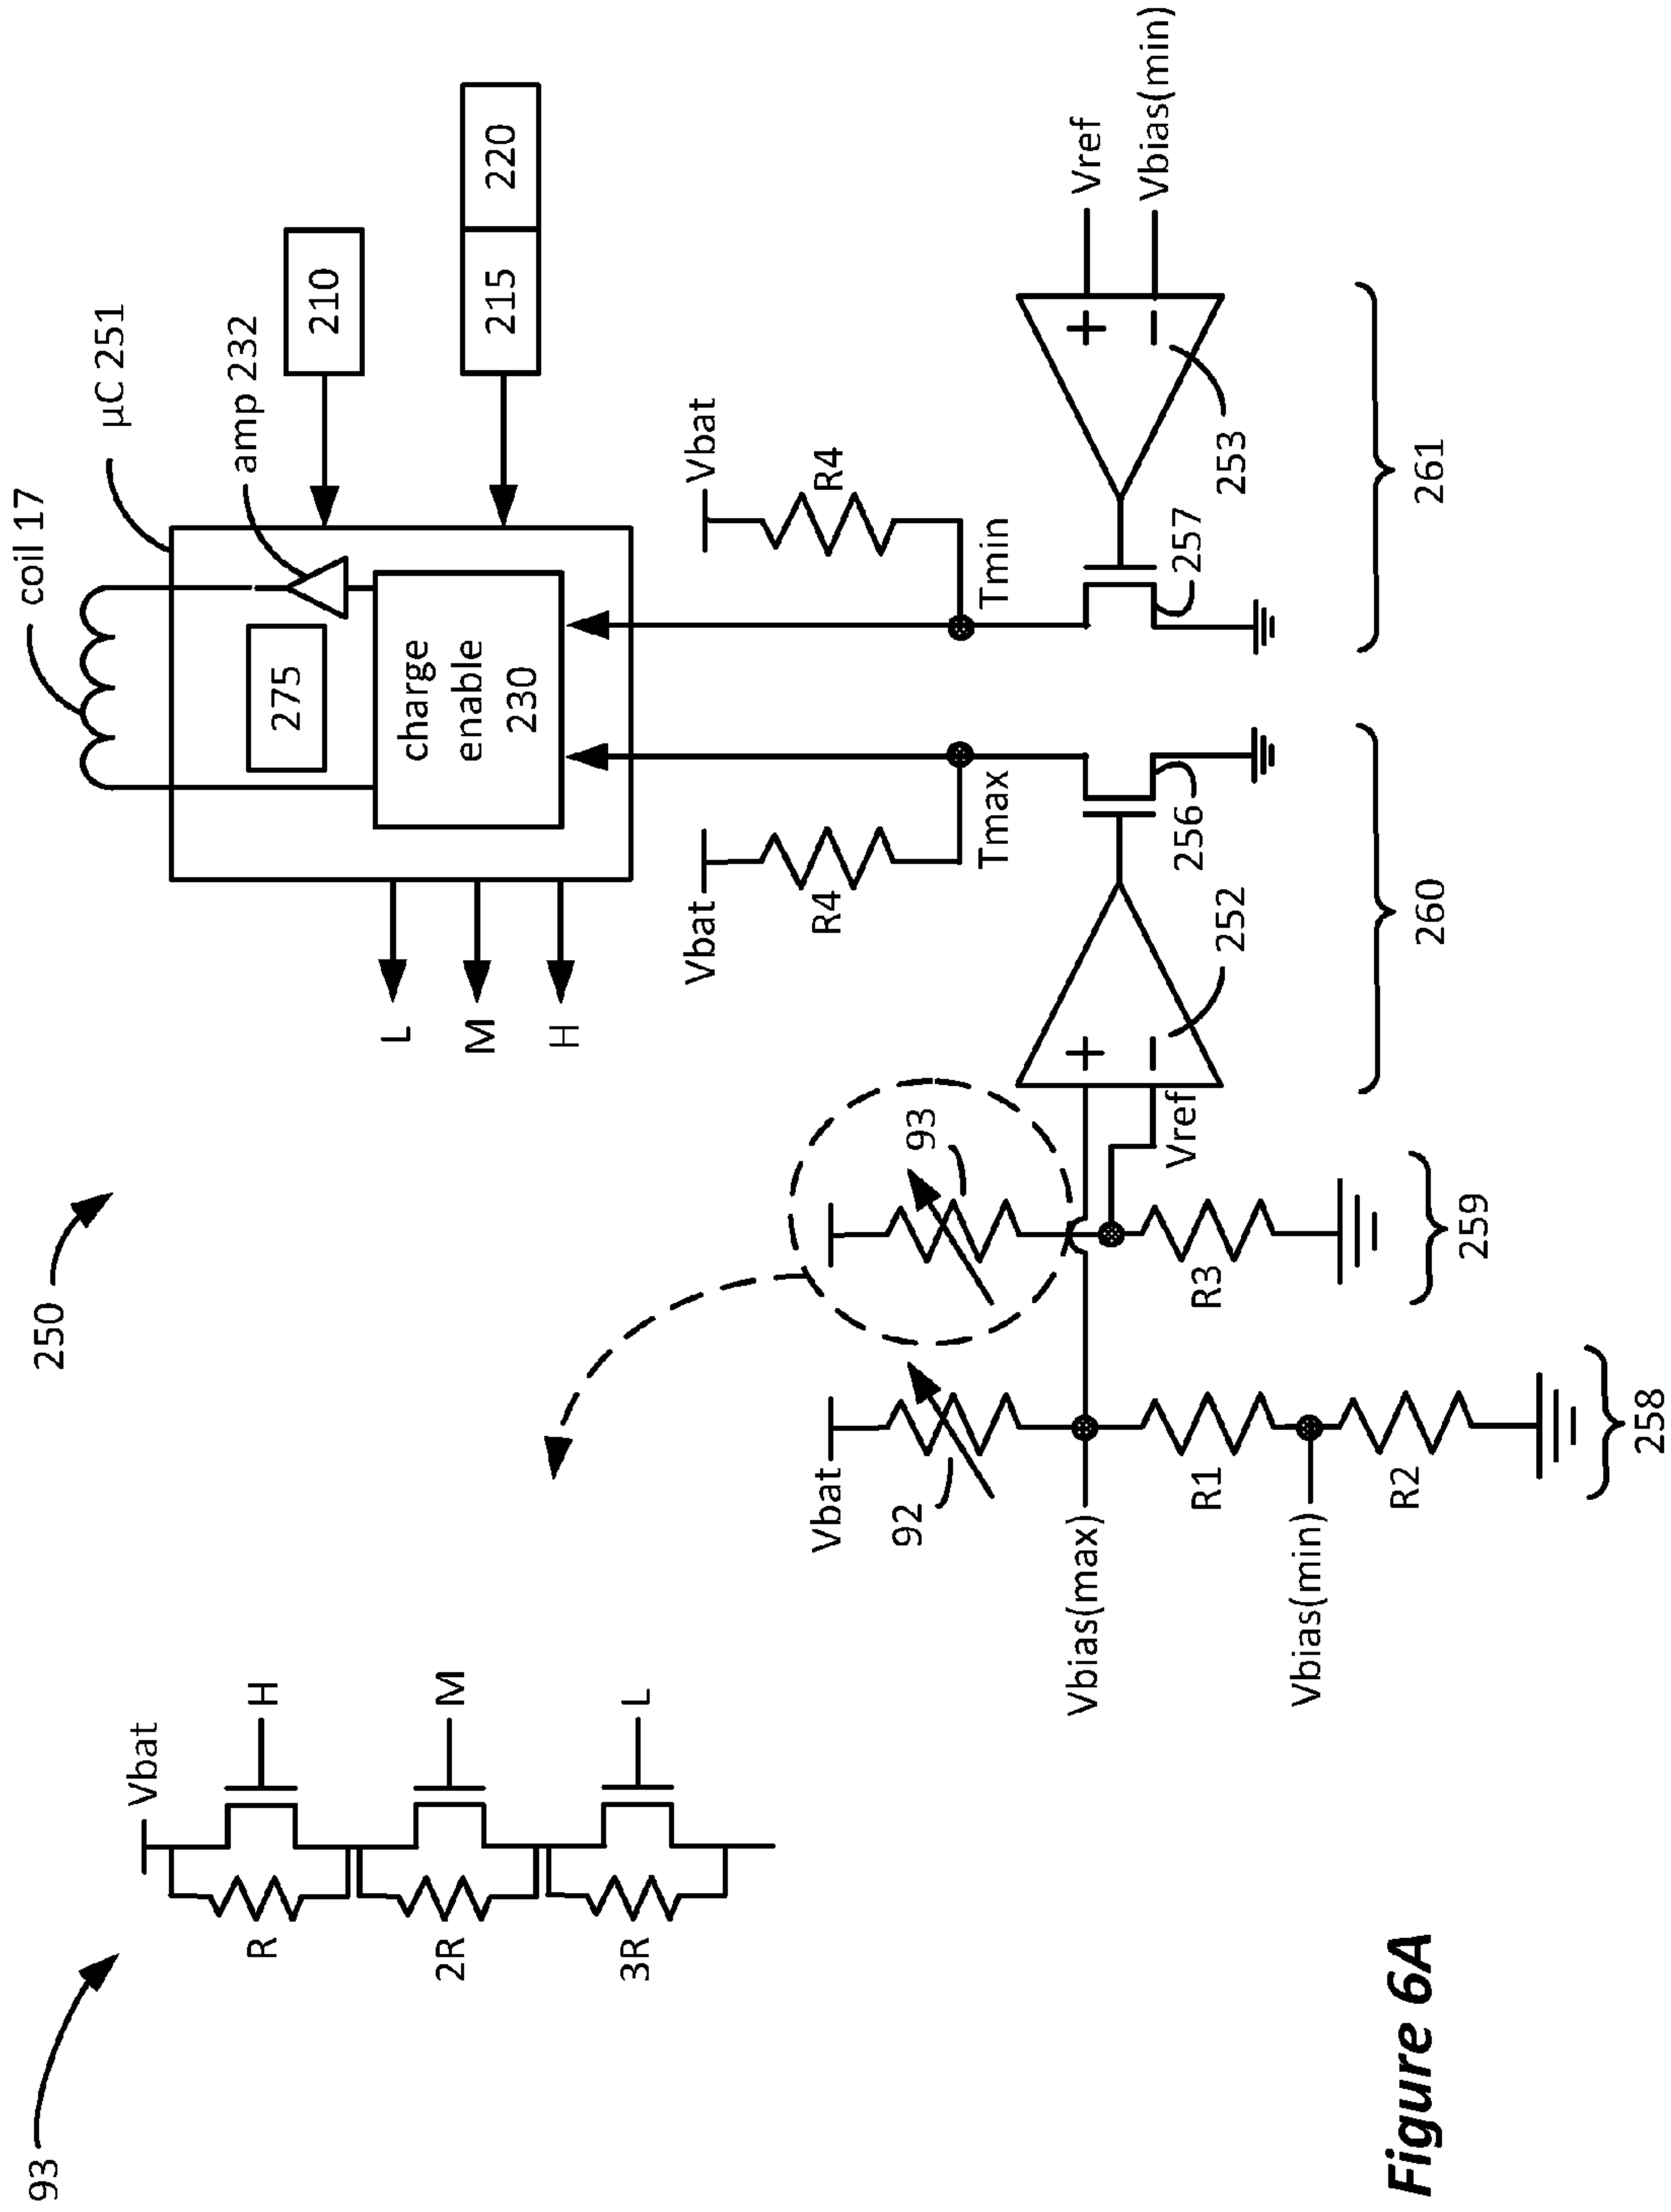 93
Vbat
R
H
2R
M
3R
L
250
coil 17
µC 251
amp 232
275
charge
enable
230
210
215
220
L
M
H
Vbat
R4
Tmax
Vbat
R4
Tmin
Vbat
92
93
Vbias(max)
R1
Vbias(min)
R2
R3
Vref
+
−
252
256
257
+
−
253
Vref
Vbias(min)
258
259
260
261
Figure 6A